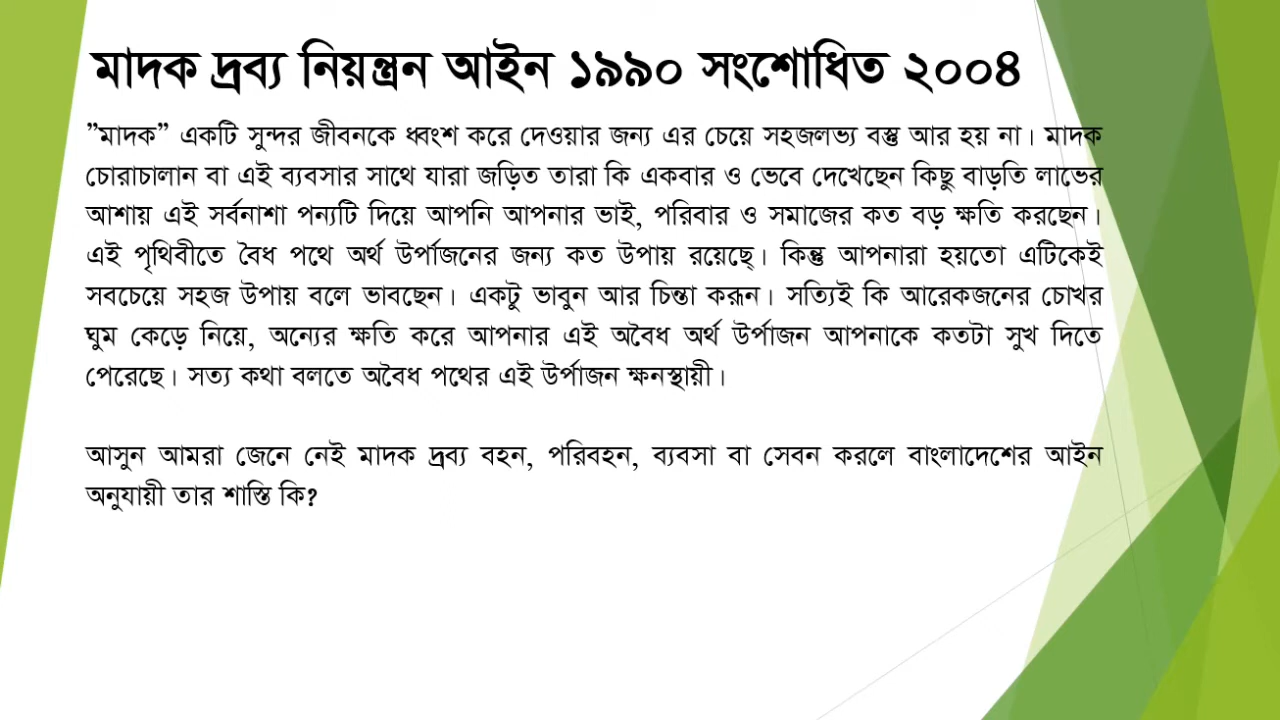 মাদক দ্রব্য নিয়ন্ত্রন আইন ১৯৯০ সংশোধিত ২০০৪
”মাদক” একটি সুন্দর জীবনকে ধ্বংশ করে দেওয়ার জন্য এর চেয়ে সহজলভ্য বস্তু আর হয় না। মাদক
চোরাচালান বা এই ব্যবসার সাথে যারা জড়িত তারা কি একবার ও ভেবে দেখেছেন কিছু বাড়তি লাভের
আশায় এই সর্বনাশা পন্যটি দিয়ে আপনি আপনার ভাই, পরিবার ও সমাজের কত বড় ক্ষতি করছেন।
এই পৃথিবীতে বৈধ পথে অর্থ উর্পাজনের জন্য কত উপায় রয়েছে্। কিন্তু আপনারা হয়তো এটিকেই
সবচেয়ে সহজ উপায় বলে ভাবছেন। একটু ভাবুন আর চিন্তা করূন। সত্যিই কি আরেকজনের চোখর
ঘুম কেড়ে নিয়ে, অন্যের ক্ষতি করে আপনার এই অবৈধ অর্থ উর্পাজন আপনাকে কতটা সুখ দিতে
পেরেছে। সত্য কথা বলতে অবৈধ পথের এই উর্পাজন ক্ষনস্থায়ী।
আসুন আমরা জেনে নেই মাদক দ্রব্য বহন, পরিবহন, ব্যবসা বা সেবন করলে বাংলাদেশের আইন
অনুযায়ী তার শাস্তি কি?